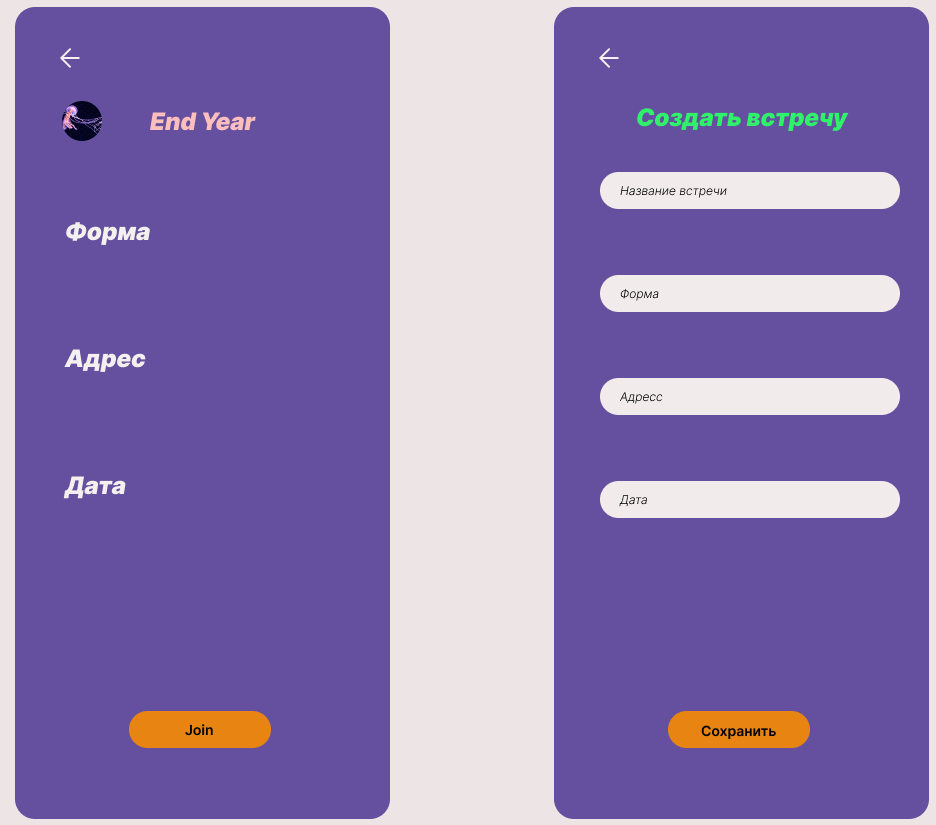 End Year
Форма
Адрес
Дата
Join
Создать встречу
Название встречи
Форма
Адресс
Дата
Сохранить